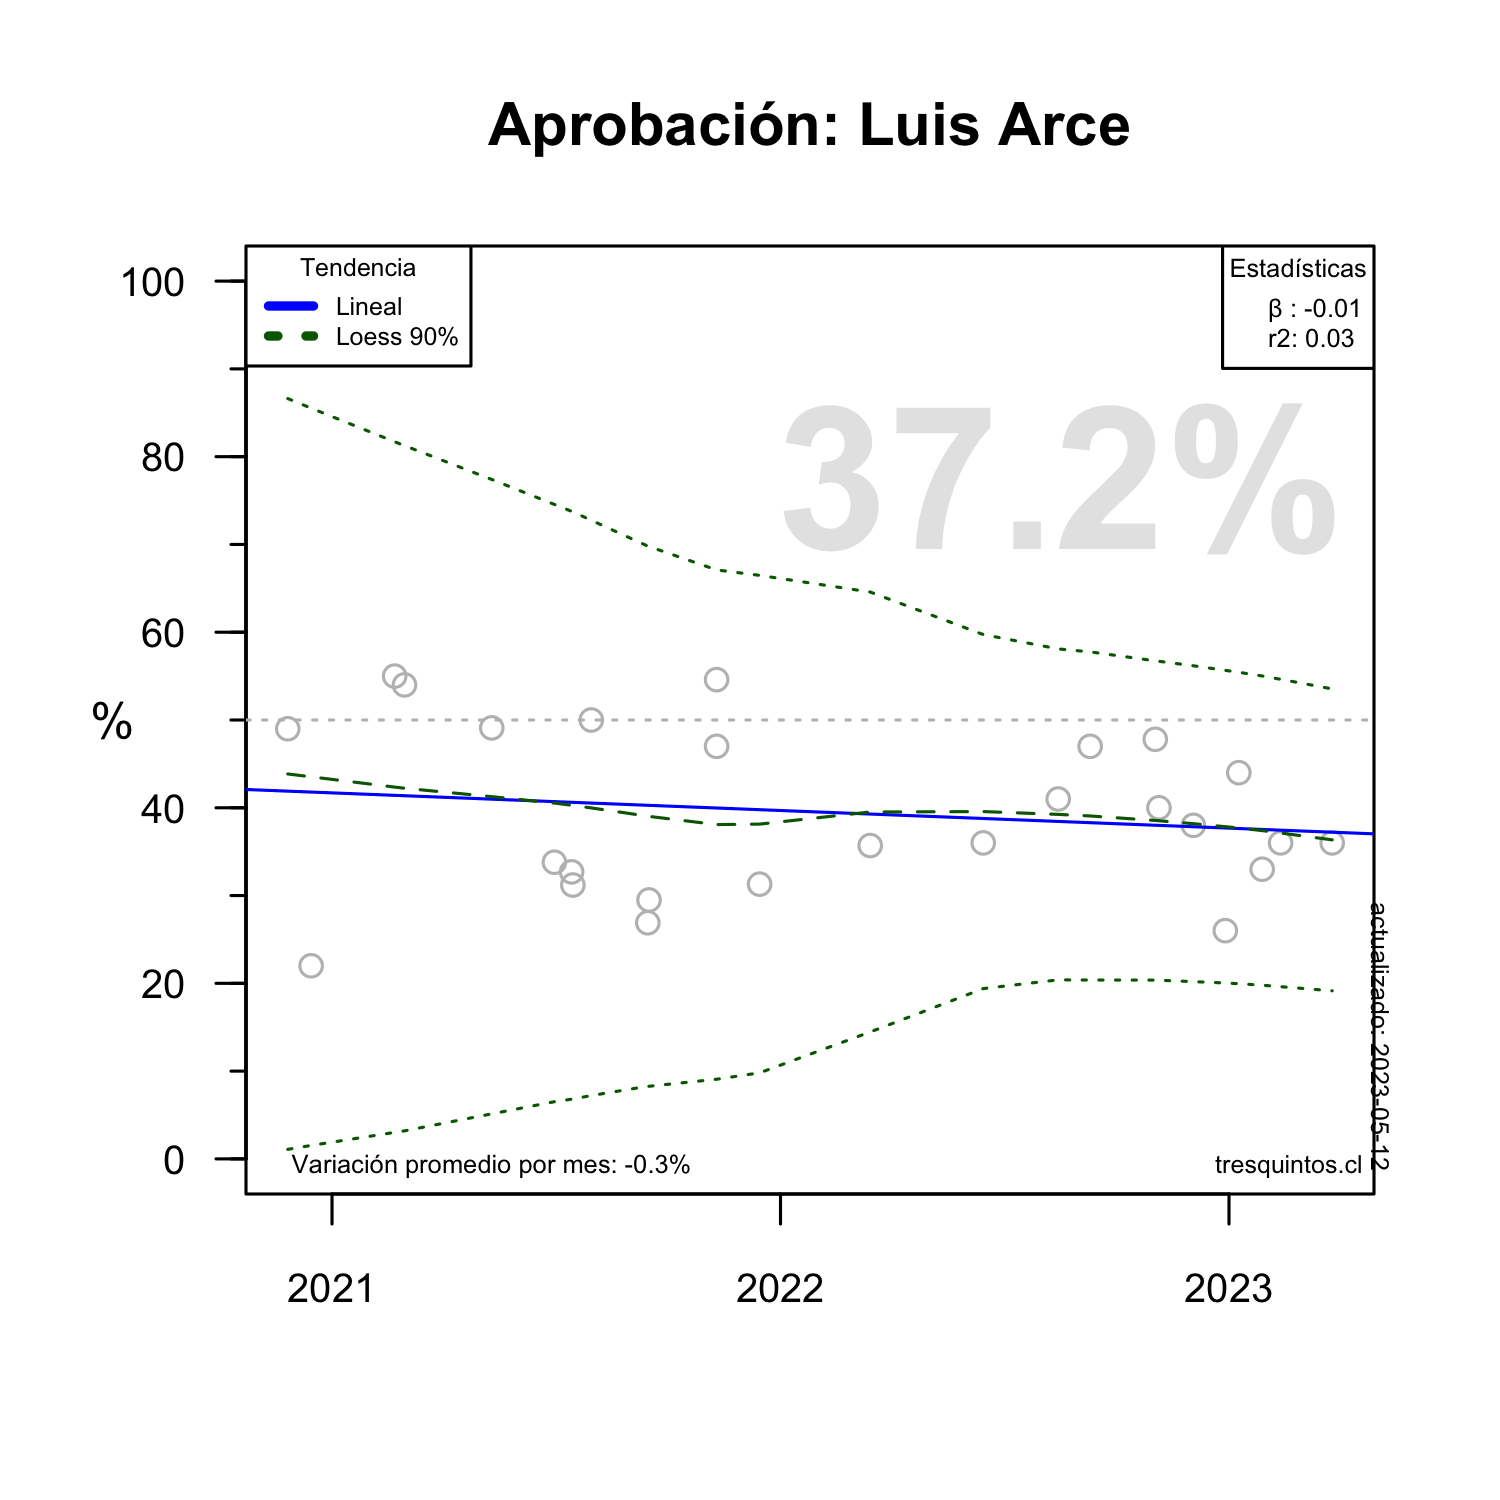 Aprobación: Luis Arce
Tendencia
Lineal
Loess 90%
Estadísticas
β : -0.01
r2: 0.03
37.2%
100
80
60
%
40
20
0
actualizado: 2023-05-12
Variación promedio por mes: -0.3%
tresquintos.cl
2021
2022
2023